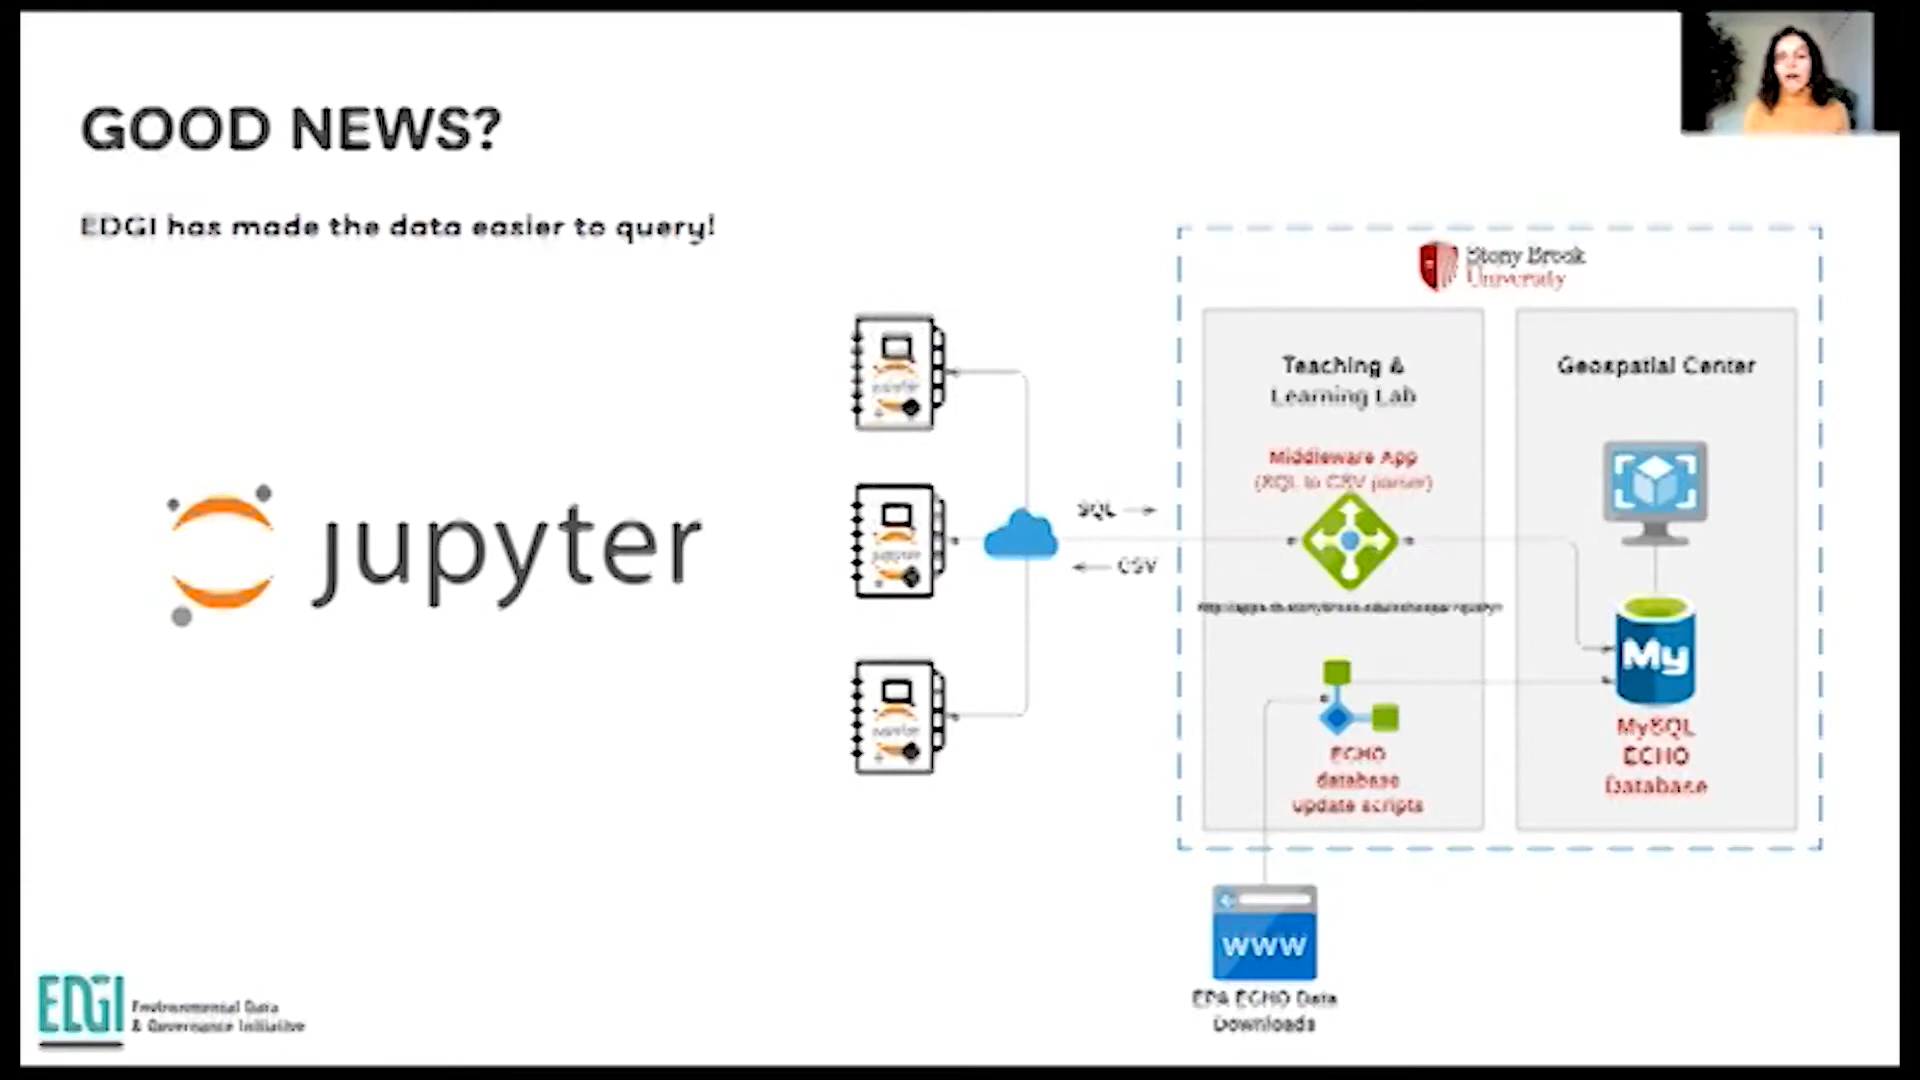 GOOD NEWS?
EDGI has made the data easier to query!
Stony Brook
University
Teaching &
Learning Lab
Geospatial Center
Middleware App
(SQL to CSV parser)
SQL
CSV
jupyter
My
MySQL
ECHO
Database
ECHO
database
update scripts
WWW
EPA ECHO Data
Downloads
EDGI
Environmental Data
& Governance Initiative